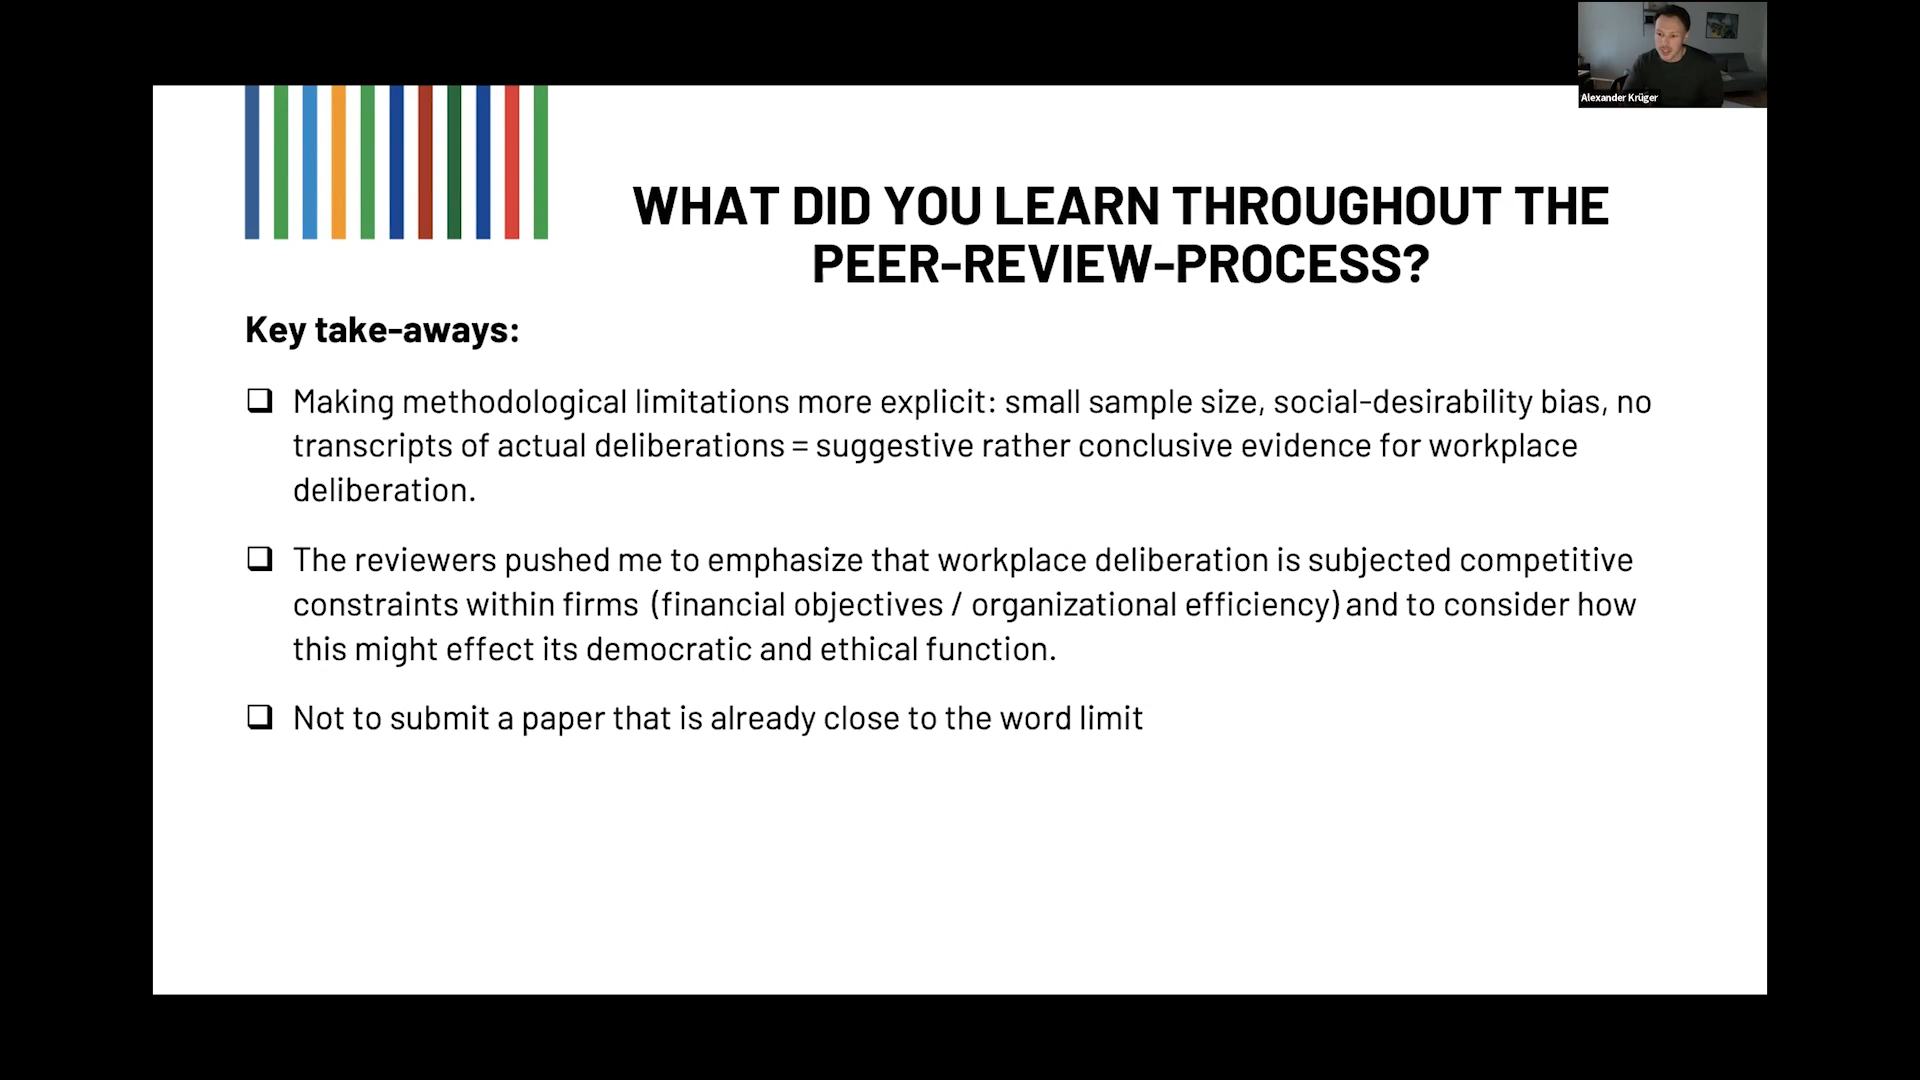 Alexander Krüger
WHAT DID YOU LEARN THROUGHOUT THE
PEER-REVIEW-PROCESS?
Key take-aways:
❑ Making methodological limitations more explicit: small sample size, social-desirability bias, no
transcripts of actual deliberations = suggestive rather conclusive evidence for workplace
deliberation.
❑ The reviewers pushed me to emphasize that workplace deliberation is subjected competitive
constraints within firms (financial objectives / organizational efficiency) and to consider how
this might effect its democratic and ethical function.
❑ Not to submit a paper that is already close to the word limit